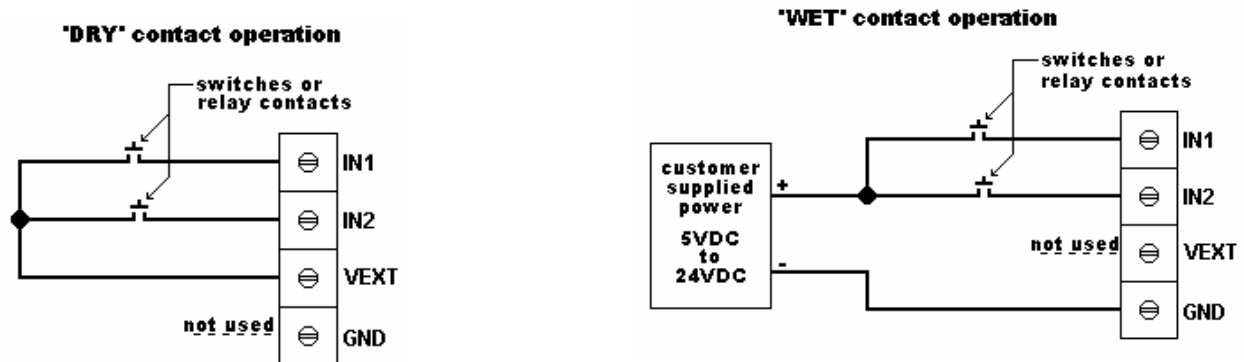 "DRY" contact operation
switches or
relay contacts
IN1
IN2
VEXT
not used
GND
"WET" contact operation
switches or
relay contacts
customer
supplied
power
5VDC
to
24VDC
+
-
IN1
IN2
not used
VEXT
GND